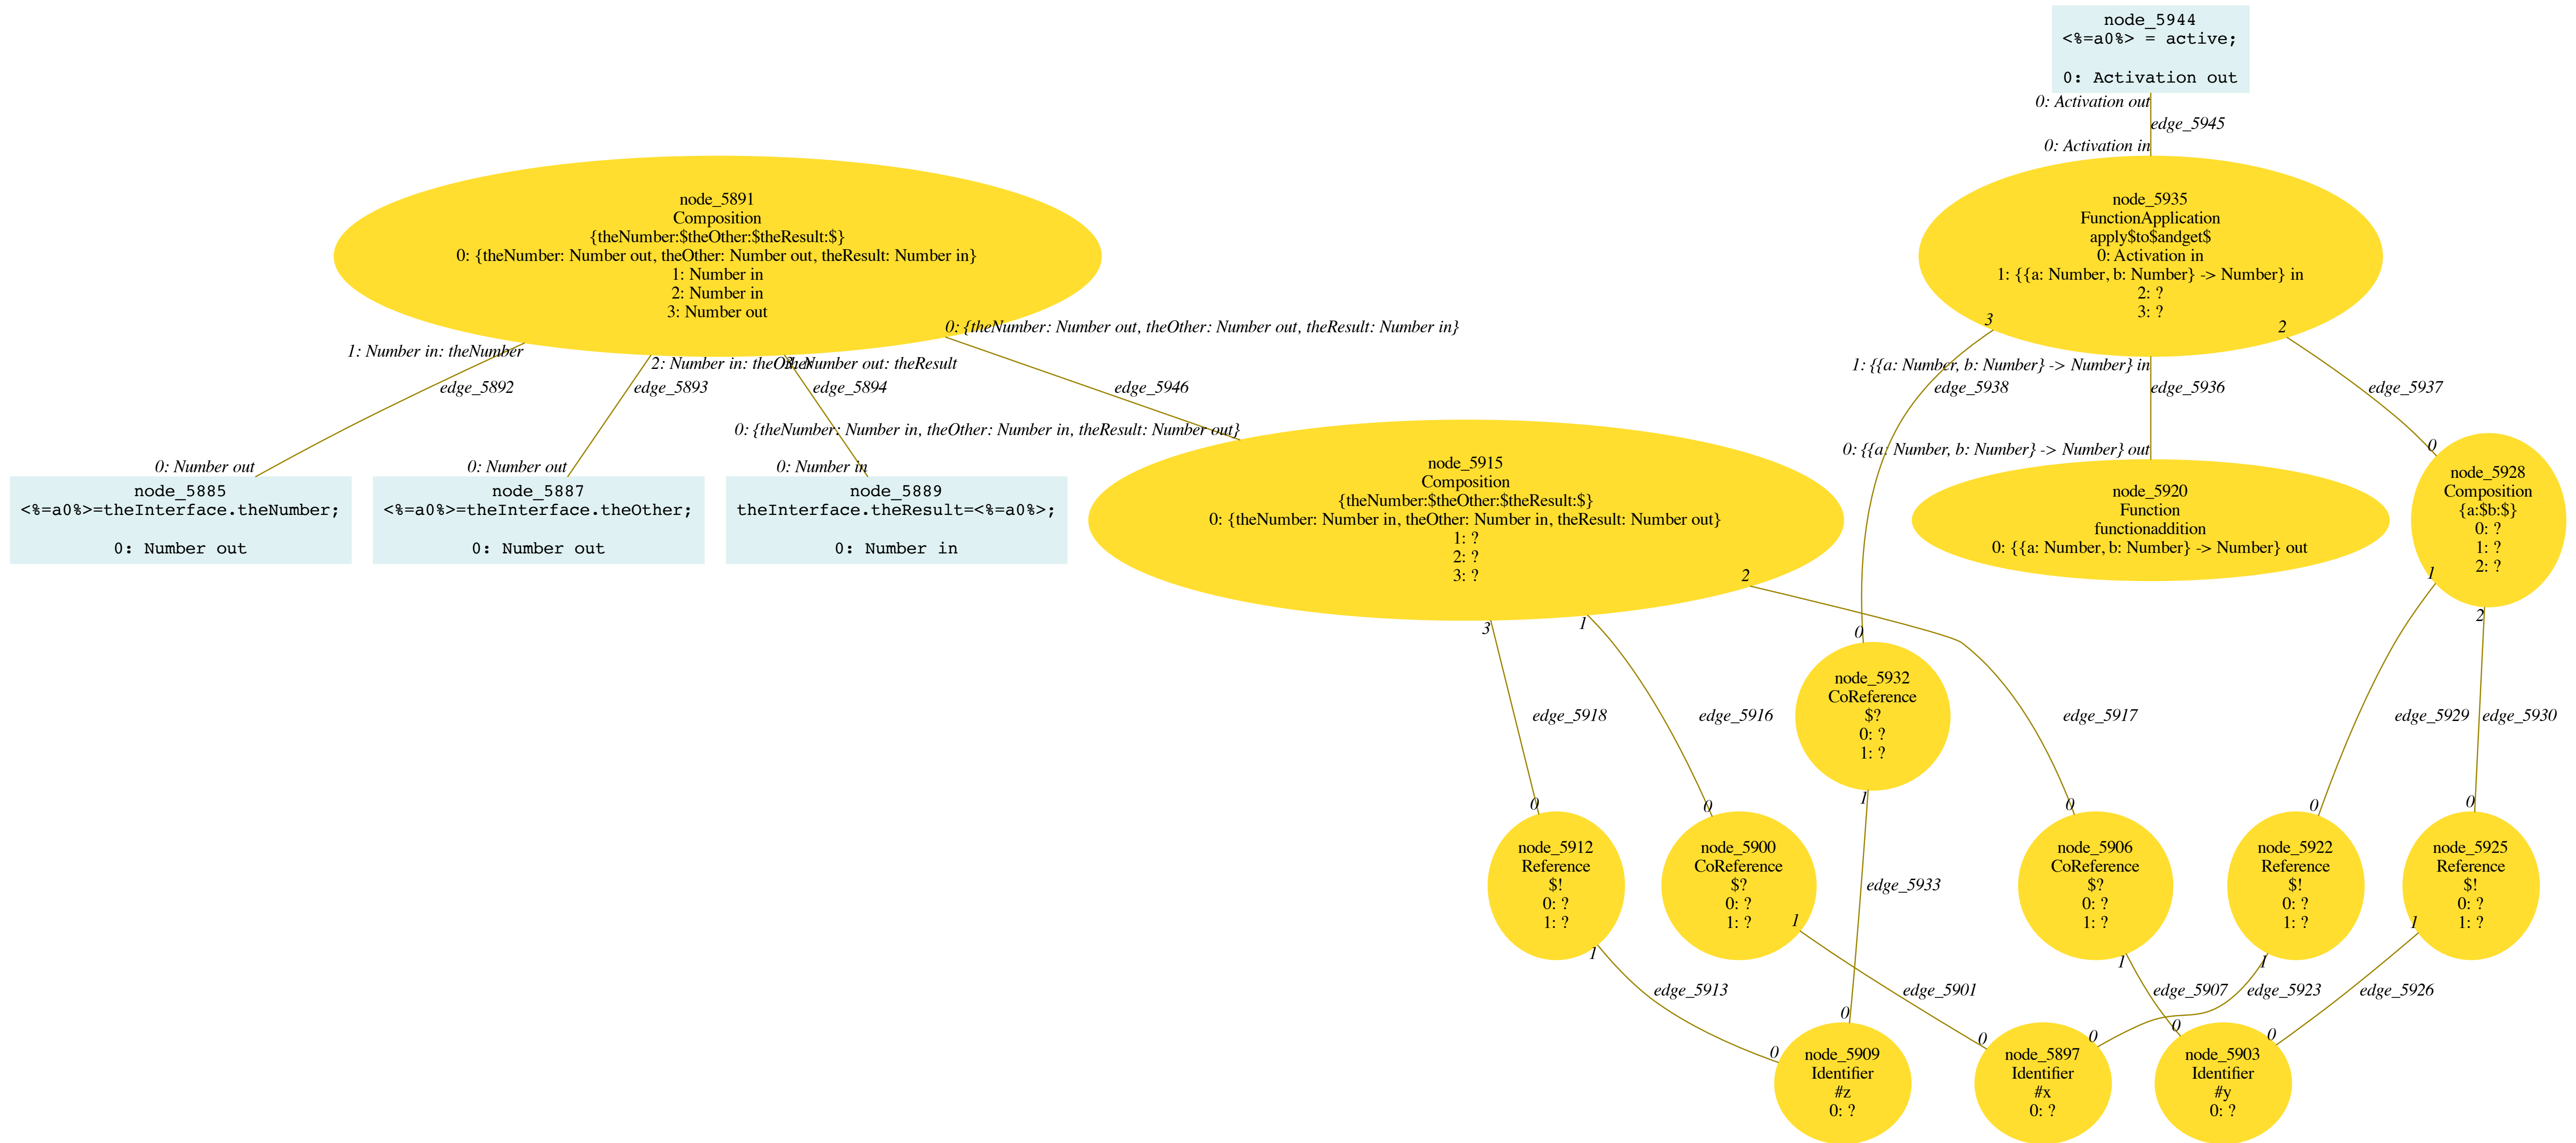 node_5944
<%=a0%> = active;
0: Activation out
0: Activation out
edge_5945
0: Activation in
node_5891
Composition
{theNumber:$theOther:$theResult:$}
0: {theNumber: Number out, theOther: Number out, theResult: Number in}
1: Number in
2: Number in
3: Number out
node_5935
FunctionApplication
apply$to$andget$
0: Activation in
1: {{a: Number, b: Number} -> Number} in
2: ?
3: ?
3
2
0: {theNumber: Number out, theOther: Number out, theResult: Number in}
1: Number in: theNumber
2: Number in: theOther
3: Number out: theResult
1: {{a: Number, b: Number} -> Number} in
edge_5892
edge_5893
edge_5894
edge_5946
edge_5938
edge_5936
edge_5937
0: {theNumber: Number in, theOther: Number in, theResult: Number out}
0: {{a: Number, b: Number} -> Number} out
0
0: Number out
0: Number out
0: Number in
node_5885
<%=a0%>=theInterface.theNumber;
0: Number out
node_5887
<%=a0%>=theInterface.theOther;
0: Number out
node_5889
theInterface.theResult=<%=a0%>;
0: Number in
node_5915
Composition
{theNumber:$theOther:$theResult:$}
0: {theNumber: Number in, theOther: Number in, theResult: Number out}
1: ?
2: ?
3: ?
node_5920
Function
functionaddition
0: {{a: Number, b: Number} -> Number} out
node_5928
Composition
{a:$b:$}
0: ?
1: ?
2: ?
3
1
2
0
1
2
node_5932
CoReference
$?
0: ?
1: ?
edge_5918
edge_5916
edge_5917
edge_5929
edge_5930
0
0
1
0
0
0
node_5912
Reference
$!
0: ?
1: ?
node_5900
CoReference
$?
0: ?
1: ?
node_5906
CoReference
$?
0: ?
1: ?
node_5922
Reference
$!
0: ?
1: ?
node_5925
Reference
$!
0: ?
1: ?
edge_5933
1
1
1
1
1
edge_5913
edge_5901
edge_5907
edge_5923
edge_5926
0
0
0
0
0
0
node_5909
Identifier
#z
0: ?
node_5897
Identifier
#x
0: ?
node_5903
Identifier
#y
0: ?